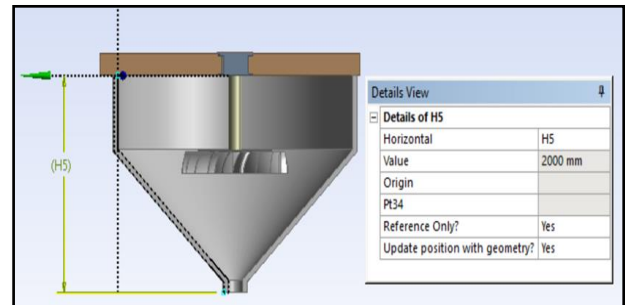 (H5)
Details View
Details of H5
Horizontal H5
Value 2000 mm
Origin
Pt34
Reference Only? Yes
Update position with geometry? Yes